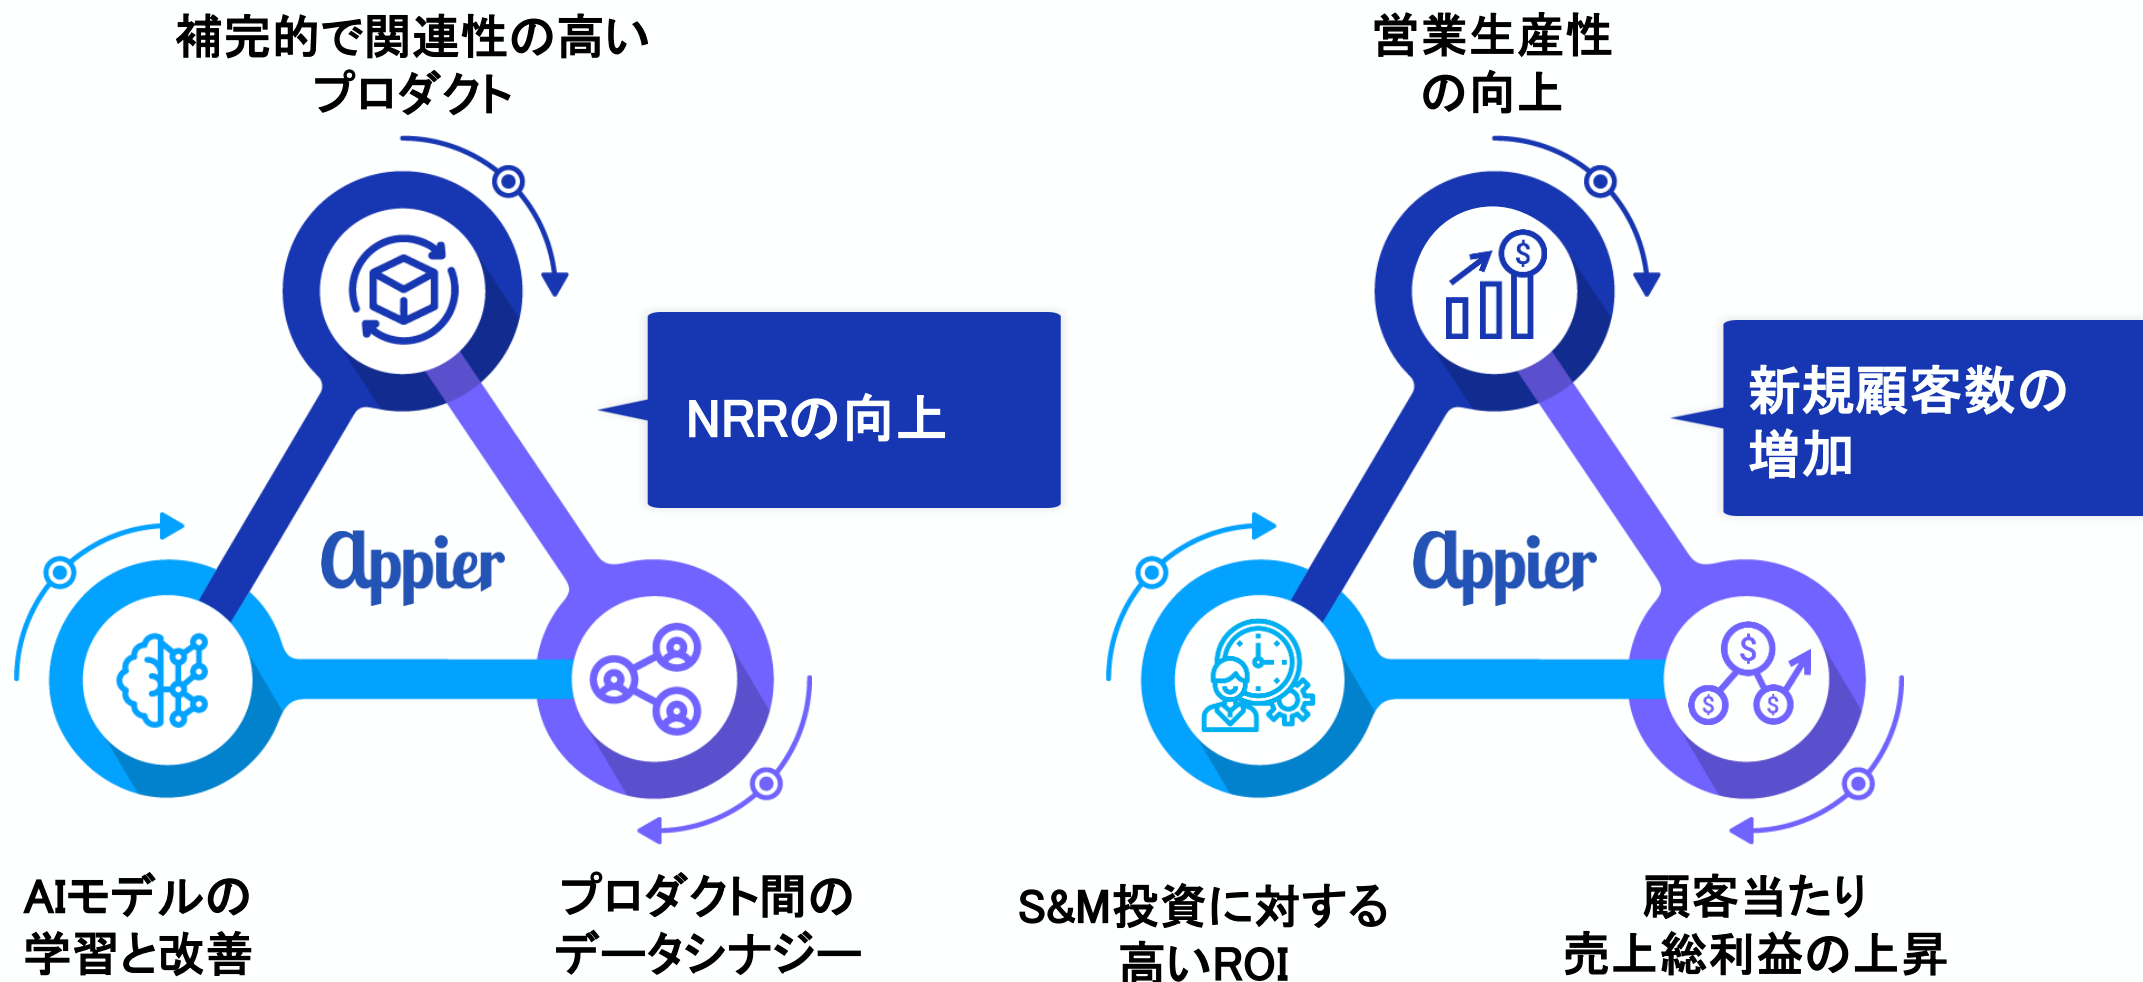 補完的で関連性の高い
プロダクト
NRRの向上
Appier
AIモデルの
学習と改善
プロダクト間の
データシナジー
営業生産性
の向上
$
新規顧客数の
増加
Appier
$
$
$
S&M投資に対する
高いROI
顧客当たり
売上総利益の上昇